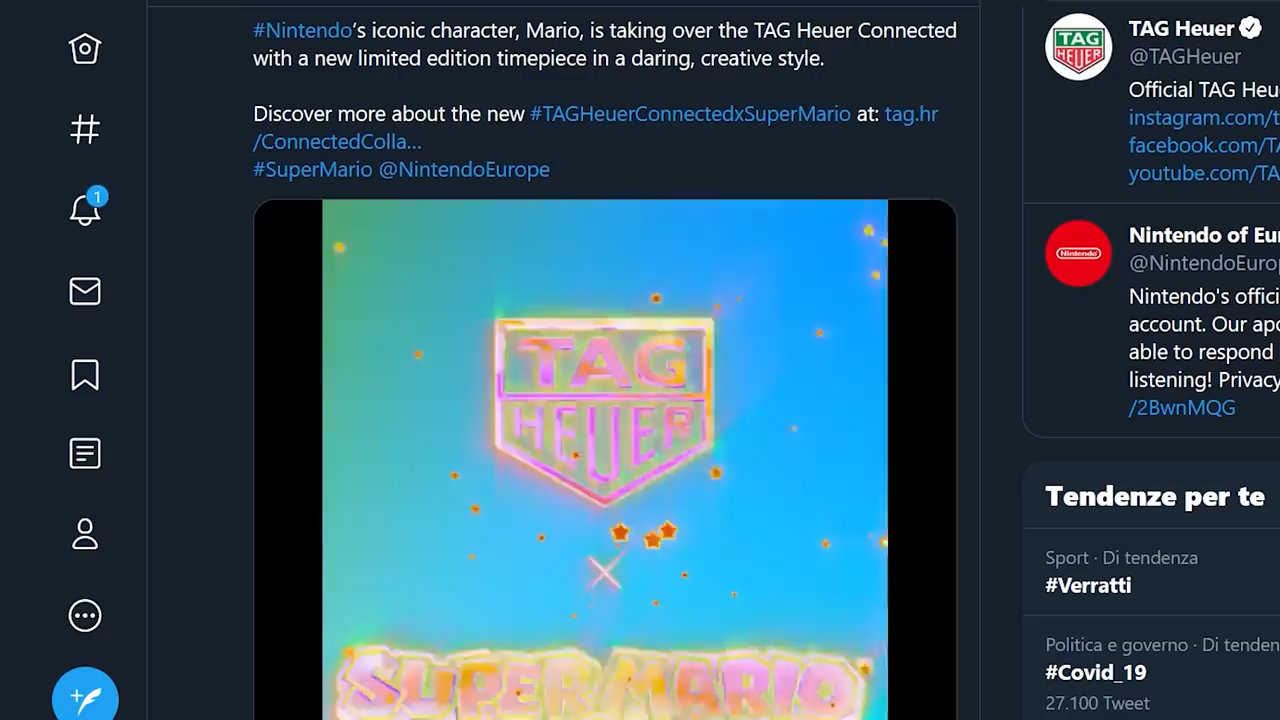 #Nintendo's iconic character, Mario, is taking over the TAG Heuer Connected
with a new limited edition timepiece in a daring, creative style.
Discover more about the new #TAGHeuerConnectedxSuperMario at: tag.hr
/ConnectedColla...
#SuperMario @NintendoEurope
TAG
HEUER
SUPER MARIO
1
TAG
HEUER
TAG Heuer
@TAGHeuer
Official TAG Heu
instagram.com/t
facebook.com/TA
youtube.com/TA
Nintendo
Nintendo of Eu
@NintendoEurop
Nintendo's offici
account. Our apo
able to respond
listening! Privacy
/2BwnMQG
Tendenze per te
Sport · Di tendenza
#Verratti
Politica e governo · Di tenden
#Covid_19
27.100 Tweet